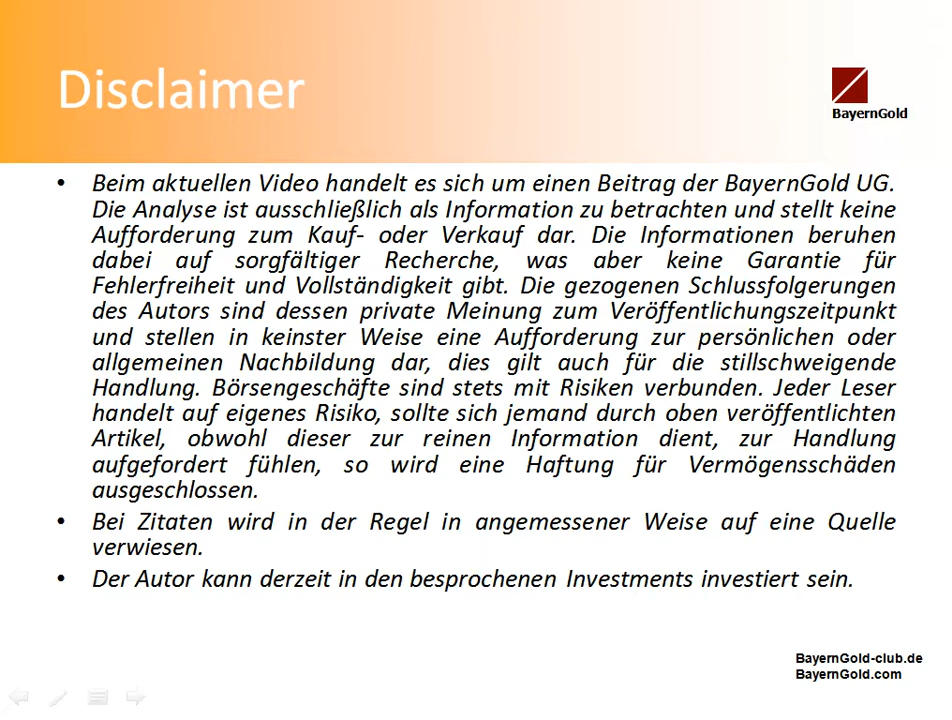 Disclaimer
BayernGold
• Beim aktuellen Video handelt es sich um einen Beitrag der BayernGold UG.
Die Analyse ist ausschließlich als Information zu betrachten und stellt keine
Aufforderung zum Kauf- oder Verkauf dar. Die Informationen beruhen
dabei auf sorgfältiger Recherche, was aber keine Garantie für
Fehlerfreiheit und Vollständigkeit gibt. Die gezogenen Schlussfolgerungen
des Autors sind dessen private Meinung zum Veröffentlichungszeitpunkt
und stellen in keinster Weise eine Aufforderung zur persönlichen oder
allgemeinen Nachbildung dar, dies gilt auch für die stillschweigende
Handlung. Börsengeschäfte sind stets mit Risiken verbunden. Jeder Leser
handelt auf eigenes Risiko, sollte sich jemand durch oben veröffentlichten
Artikel, obwohl dieser zur reinen Information dient, zur Handlung
aufgefordert fühlen, so wird eine Haftung für Vermögensschäden
ausgeschlossen.
• Bei Zitaten wird in der Regel in angemessener Weise auf eine Quelle
verwiesen.
• Der Autor kann derzeit in den besprochenen Investments investiert sein.
BayernGold-club.de
BayernGold.com